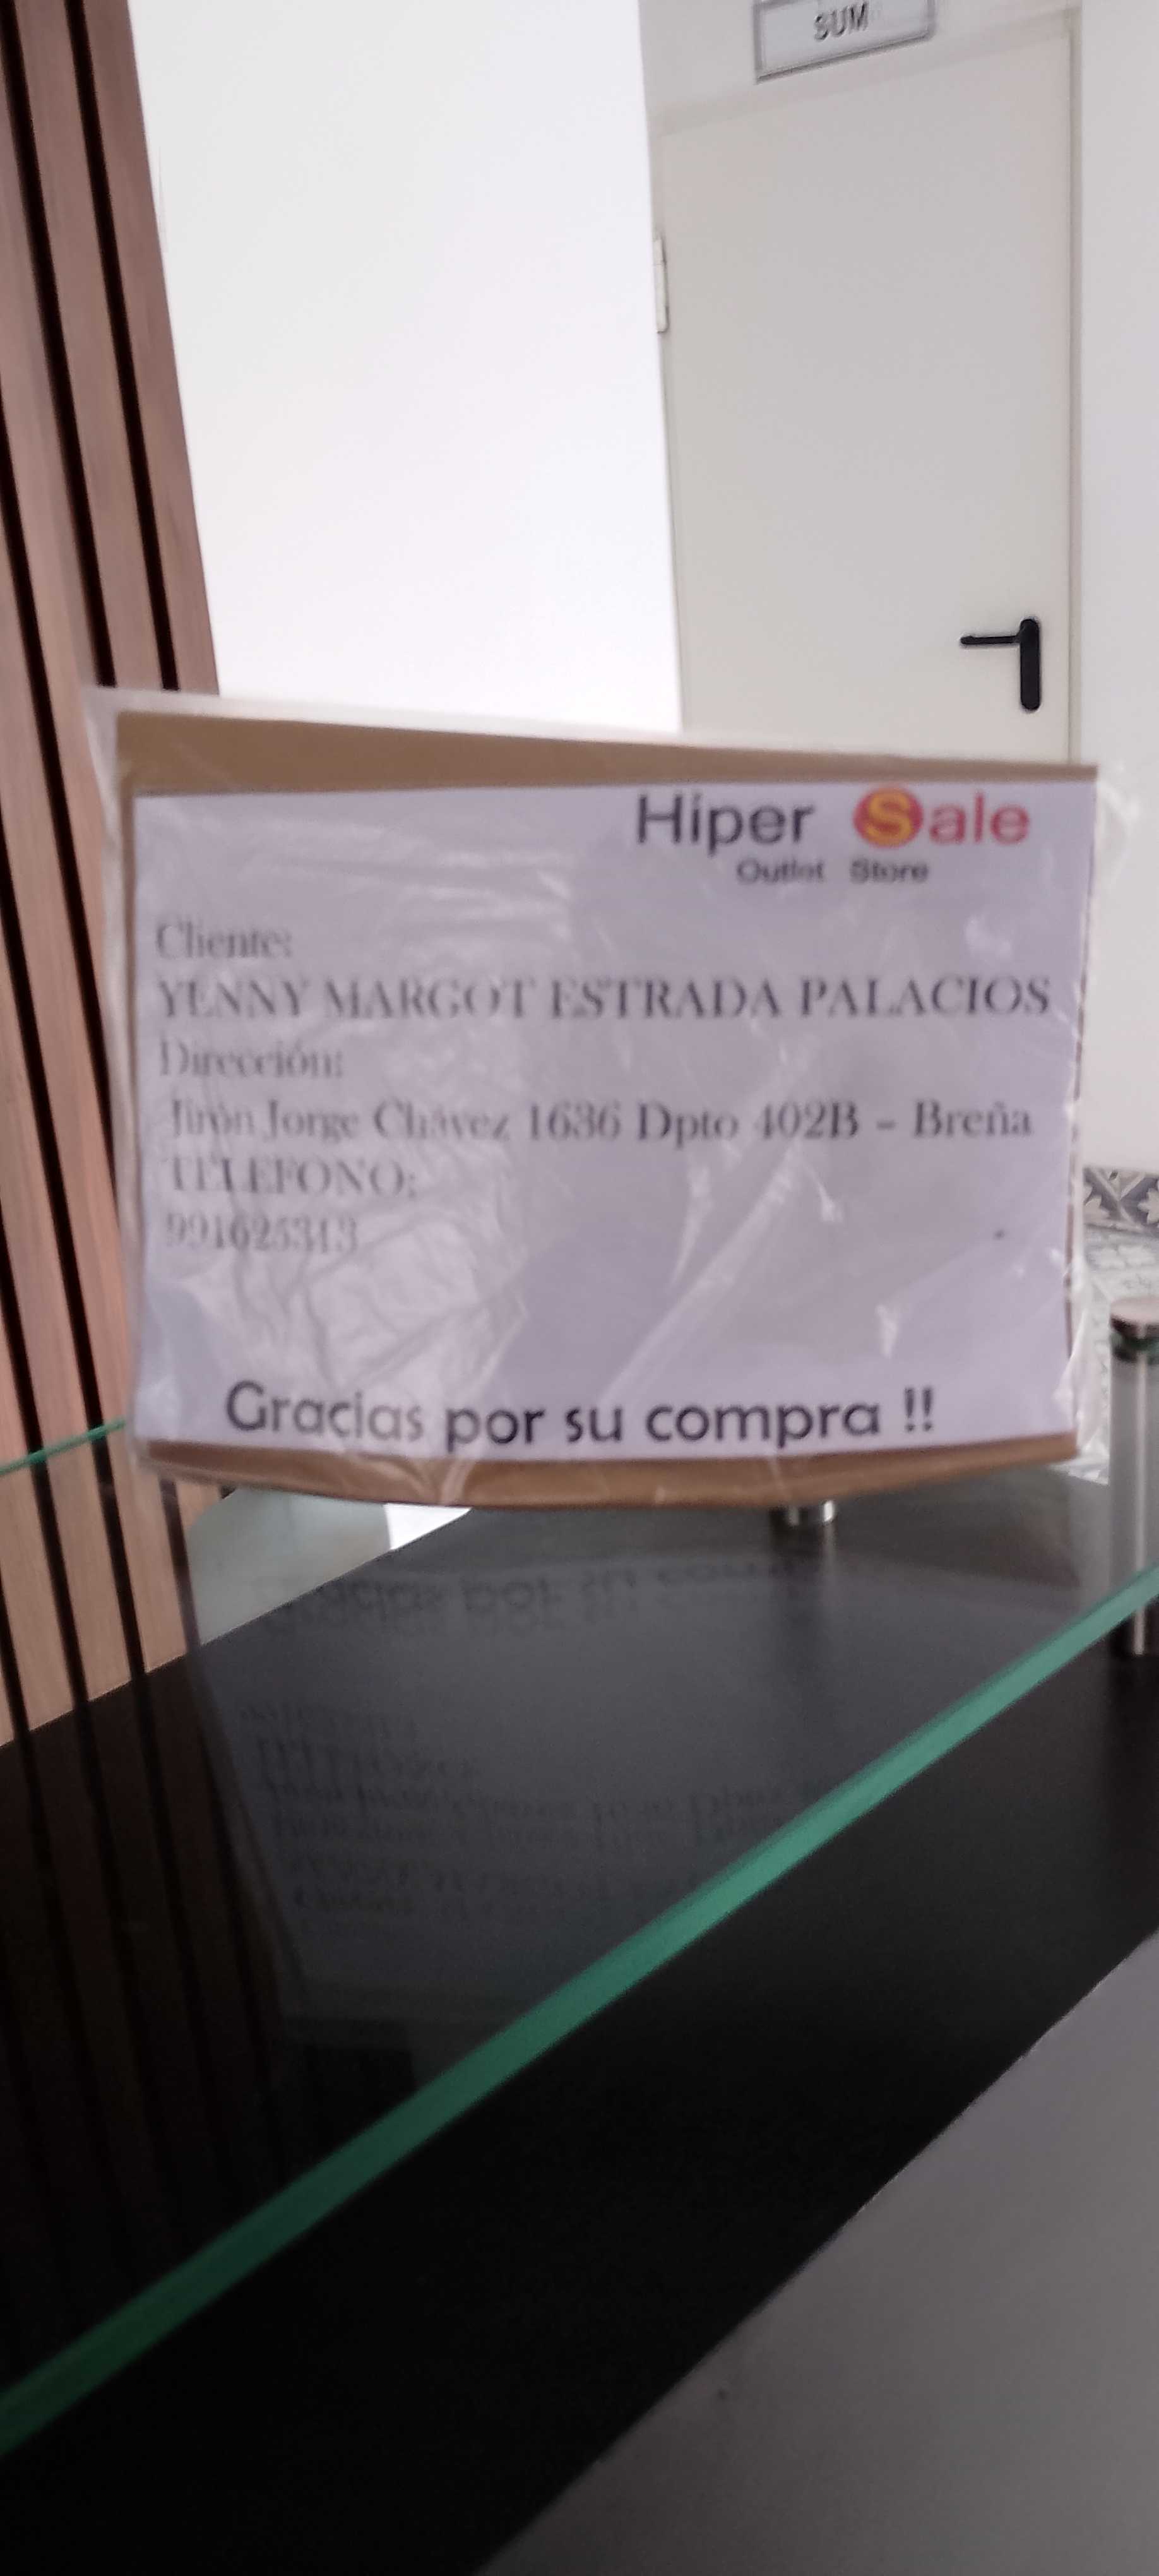 SUM
Hiper Sale
Outlet Store
Cliente:
YENNY MARGOT ESTRADA PALACIOS
Dirección:
Jirón Jorge Chávez 1636 Dpto 402B - Breña
TELEFONO:
991625313
Gracias por su compra !!